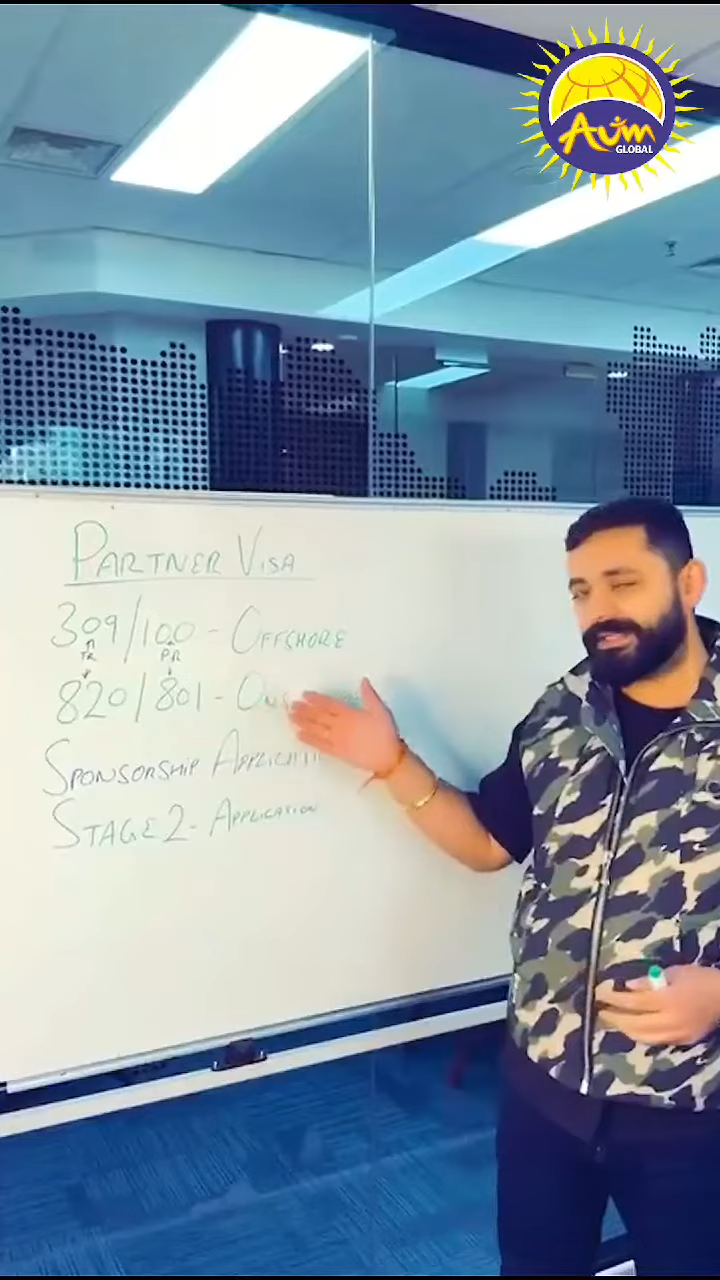 Aum
GLOBAL
PARTNER VISA
309/100 - OFFSHORE
TR PR
820/801 -
SPONSORSHIP
STAGE 2 - APPLICATION